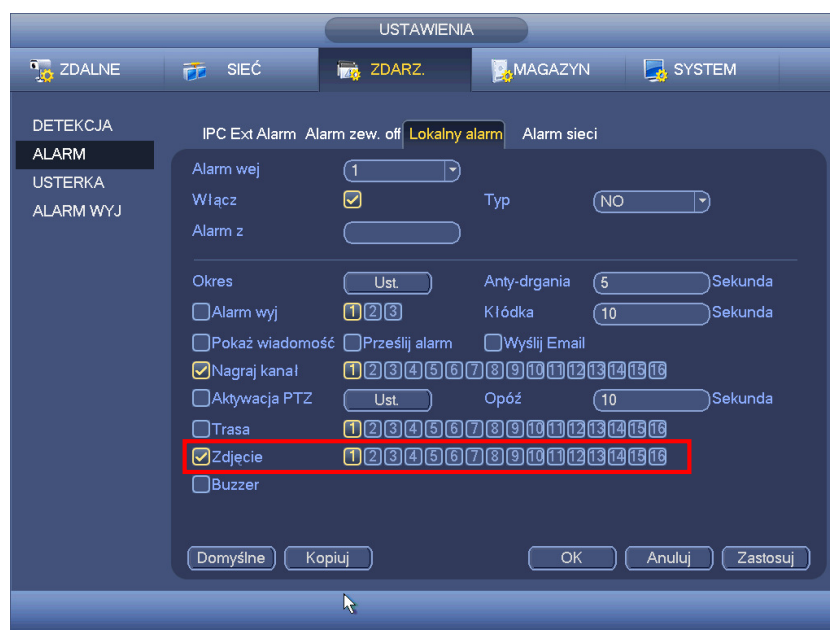 USTAWIENIA
ZDALNE SIEĆ ZDARZ. MAGAZYN SYSTEM
DETEKCJA
ALARM
USTERKA
ALARM WYJ
IPC Ext Alarm Alarm zew. off Lokalny alarm Alarm sieci
Alarm wej 1
Włącz Typ NO
Alarm z
Okres Ust. Anty-drgania 5 Sekunda
Alarm wyj 1 2 3 Kłódka 10 Sekunda
Pokaż wiadomość Prześlij alarm Wyślij Email
Nagraj kanał 1 2 3 4 5 6 7 8 9 10 11 12 13 14 15 16
Aktywacja PTZ Ust. Opóź 10 Sekunda
Trasa 1 2 3 4 5 6 7 8 9 10 11 12 13 14 15 16
Zdjęcie 1 2 3 4 5 6 7 8 9 10 11 12 13 14 15 16
Buzzer
Domyślne Kopiuj OK Anuluj Zastosuj